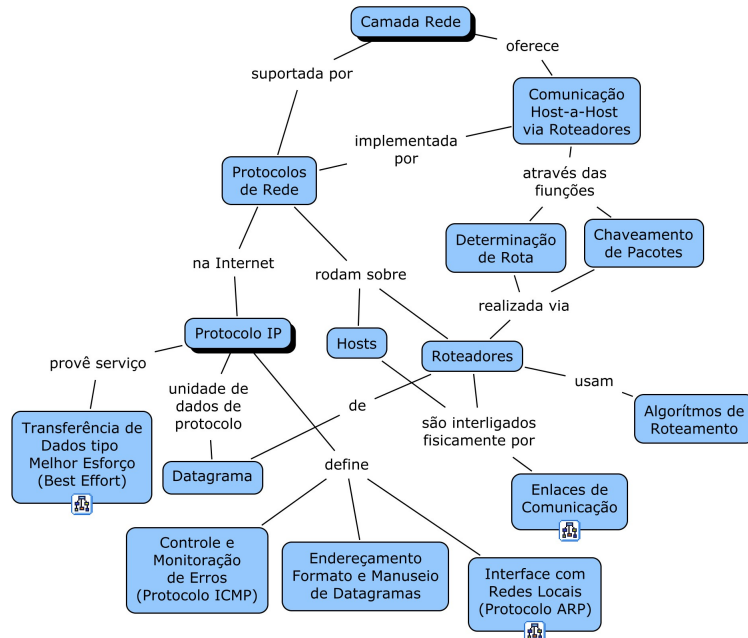 Camada Rede
oferece
suportada por
Comunicação
Host-a-Host
via Roteadores
implementada
por
Protocolos
de Rede
através das
fiunções
Determinação
de Rota
Chaveamento
de Pacotes
na Internet
rodam sobre
realizada via
Protocolo IP
Hosts
Roteadores
provê serviço
unidade de
dados de
protocolo
usam
de
são interligados
fisicamente por
Algorítmos de
Roteamento
Transferência de
Dados tipo
Melhor Esforço
(Best Effort)
Datagrama
define
Enlaces de
Comunicação
Controle e
Monitoração
de Erros
(Protocolo ICMP)
Endereçamento
Formato e Manuseio
de Datagramas
Interface com
Redes Locais
(Protocolo ARP)